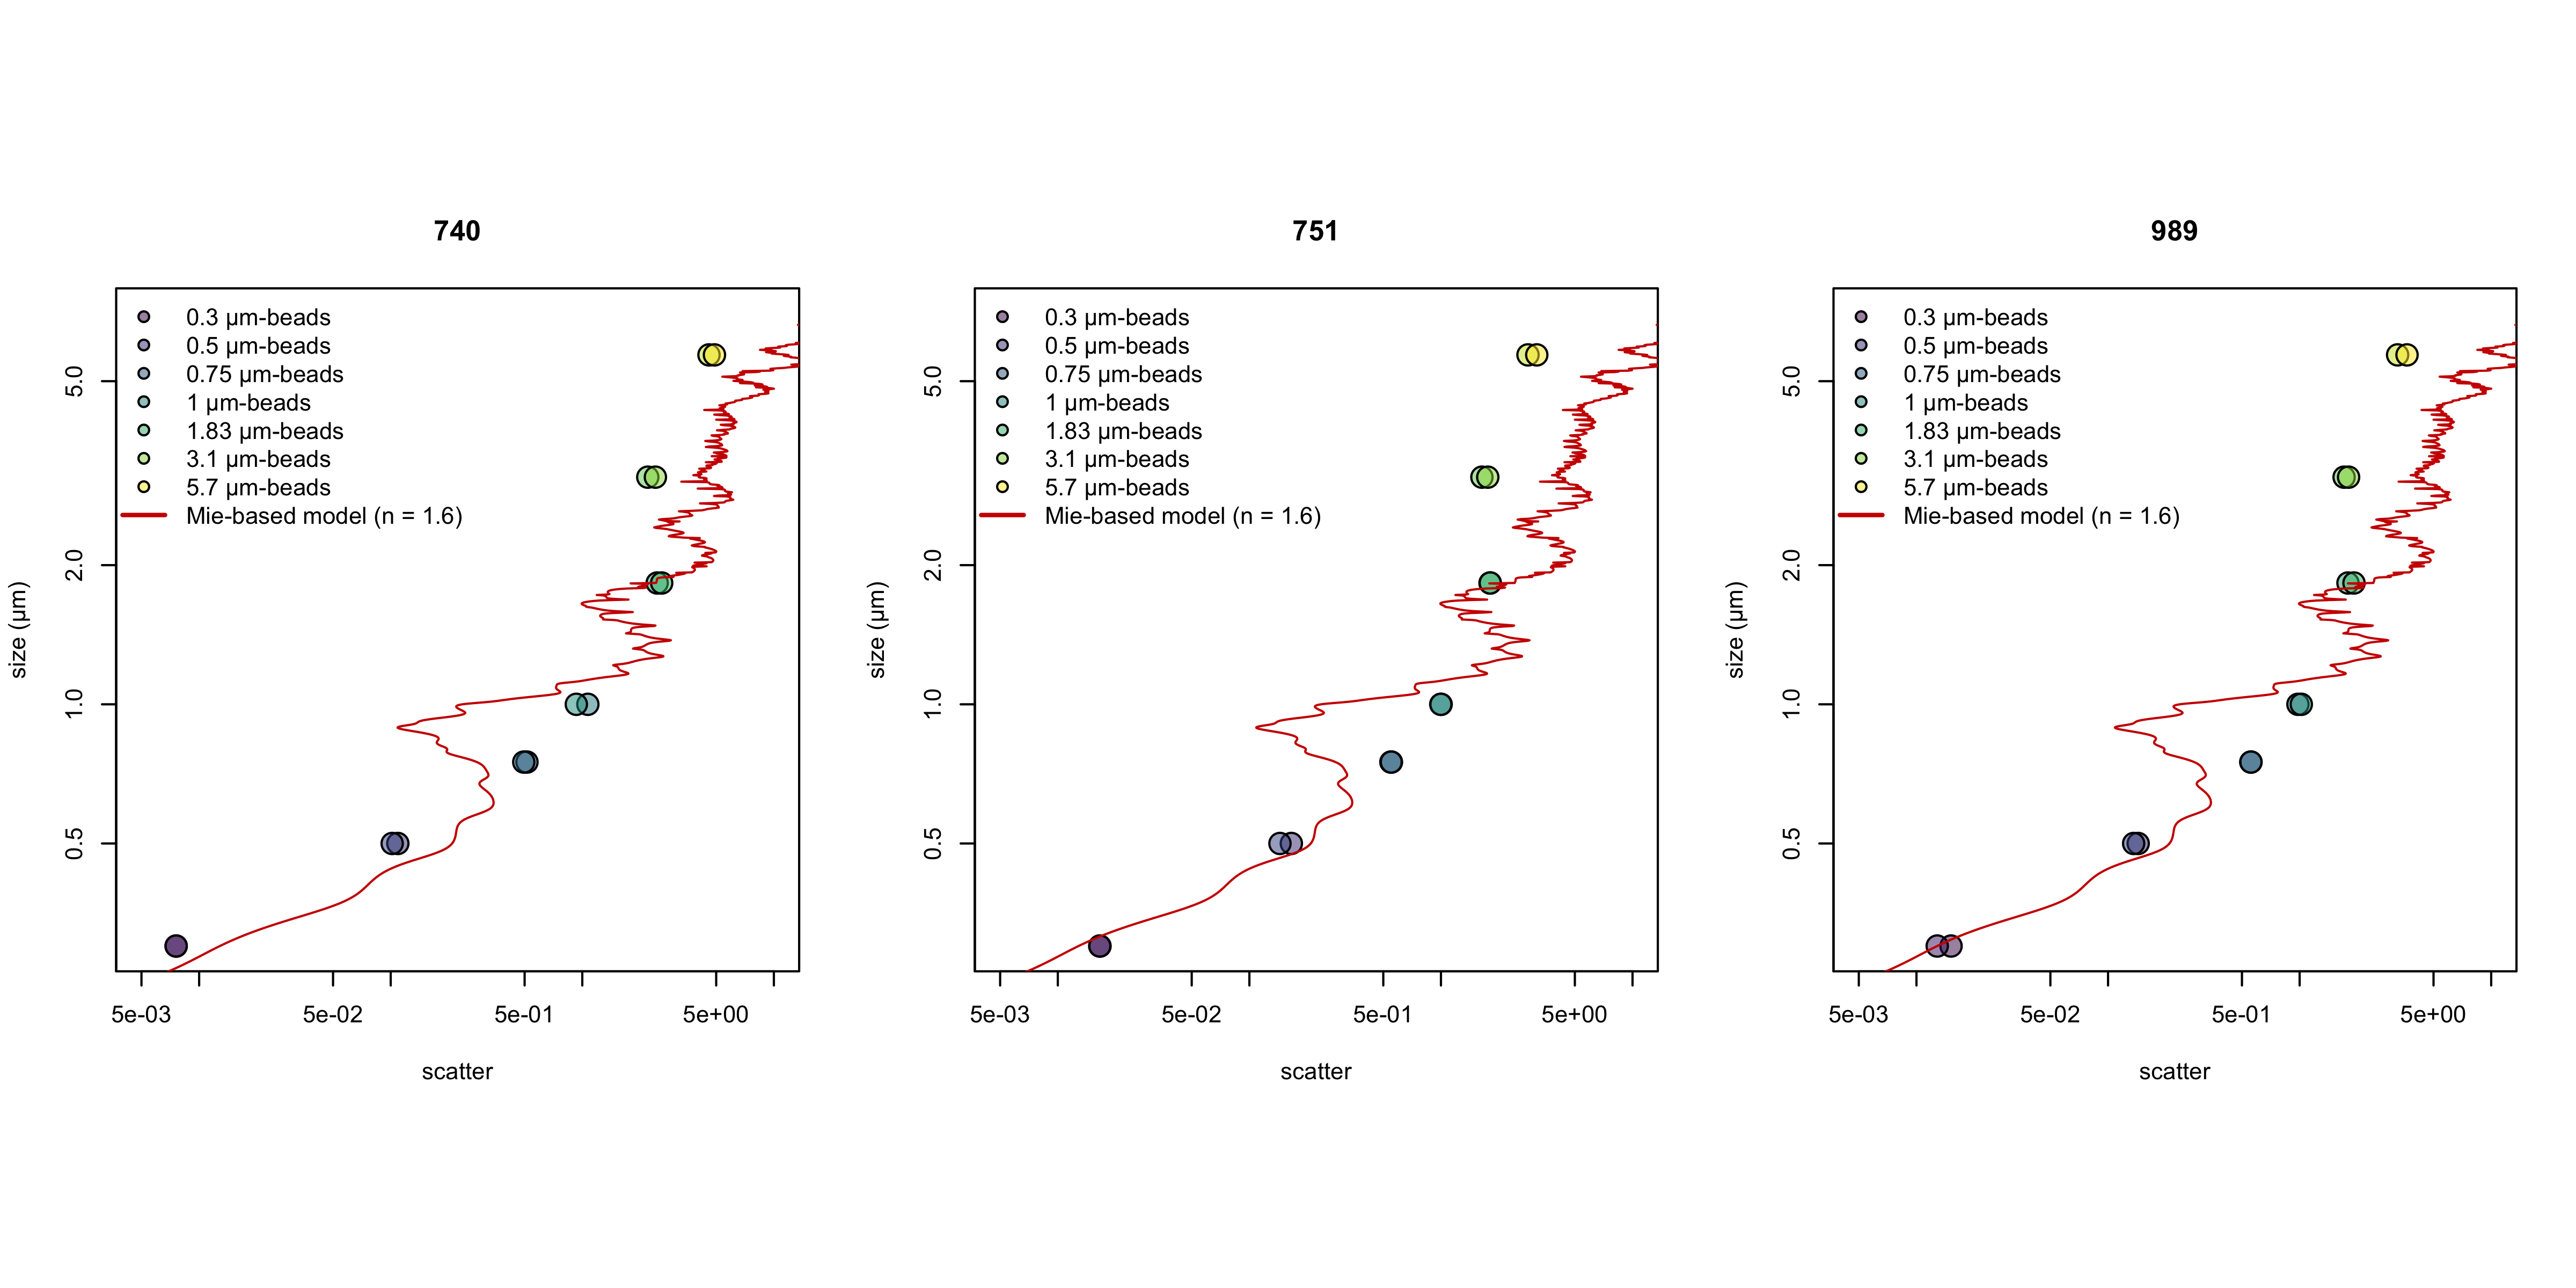 740
0.3 µm-beads
0.5 µm-beads
0.75 µm-beads
1 µm-beads
1.83 µm-beads
3.1 µm-beads
5.7 µm-beads
Mie-based model (n = 1.6)
size (µm)
5.0
2.0
1.0
0.5
5e-03 5e-02 5e-01 5e+00
scatter
751
0.3 µm-beads
0.5 µm-beads
0.75 µm-beads
1 µm-beads
1.83 µm-beads
3.1 µm-beads
5.7 µm-beads
Mie-based model (n = 1.6)
size (µm)
5.0
2.0
1.0
0.5
5e-03 5e-02 5e-01 5e+00
scatter
989
0.3 µm-beads
0.5 µm-beads
0.75 µm-beads
1 µm-beads
1.83 µm-beads
3.1 µm-beads
5.7 µm-beads
Mie-based model (n = 1.6)
size (µm)
5.0
2.0
1.0
0.5
5e-03 5e-02 5e-01 5e+00
scatter